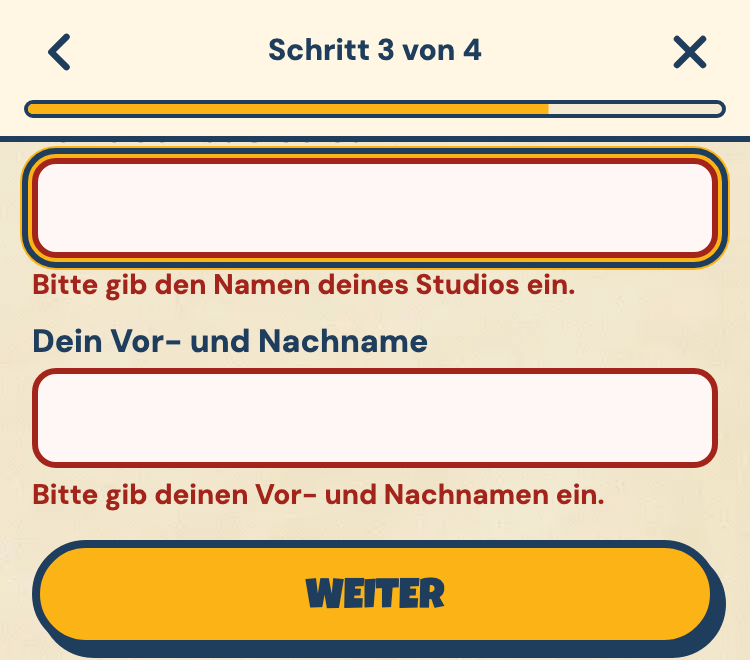 Schritt 3 von 4
Bitte gib den Namen deines Studios ein.
Dein Vor- und Nachname
Bitte gib deinen Vor- und Nachnamen ein.
WEITER